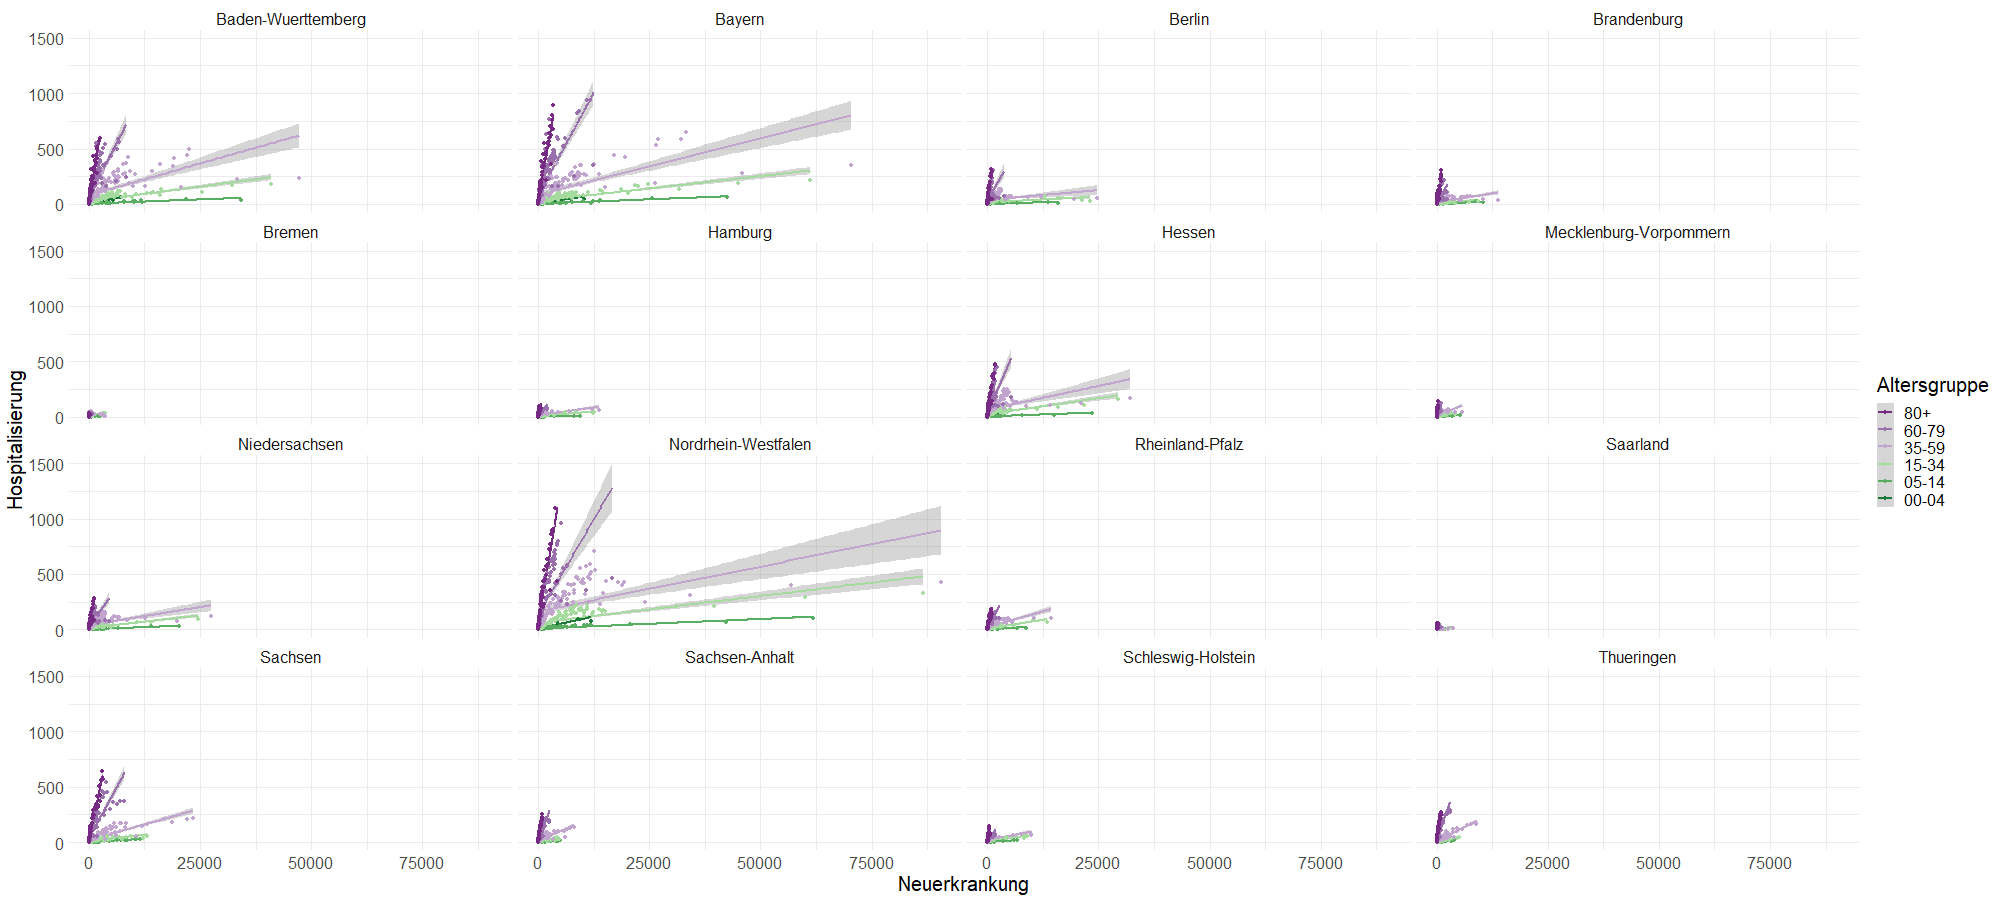 Baden-Wuerttemberg Bayern Berlin Brandenburg
1500
1000
500
0
Bremen Hamburg Hessen Mecklenburg-Vorpommern
1500
1000
500
0
Niedersachsen Nordrhein-Westfalen Rheinland-Pfalz Saarland
1500
1000
500
0
Sachsen Sachsen-Anhalt Schleswig-Holstein Thueringen
1500
1000
500
0
0 25000 50000 75000 0 25000 50000 75000 0 25000 50000 75000 0 25000 50000 75000
Neuerkrankung
Hospitalisierung
Altersgruppe
80+
60-79
35-59
15-34
05-14
00-04